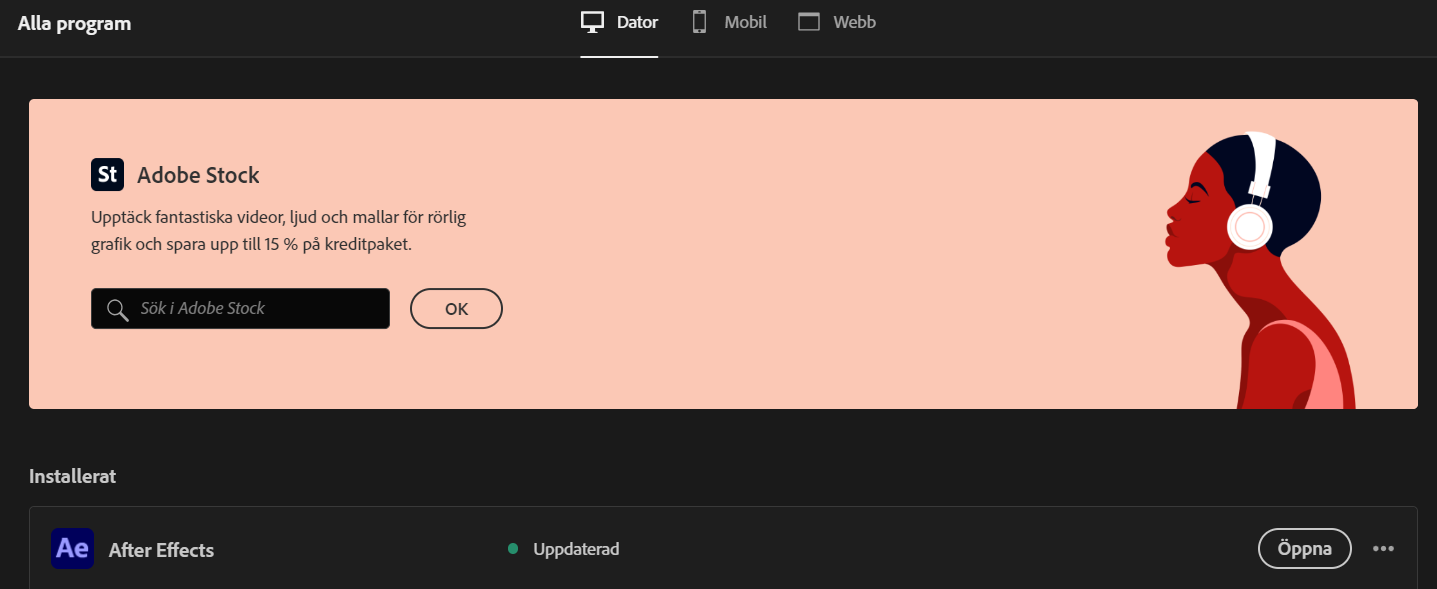 Alla program
Dator
Mobil
Webb
St Adobe Stock
Upptäck fantastiska videor, ljud och mallar för rörlig
grafik och spara upp till 15 % på kreditpaket.
Sök i Adobe Stock
OK
Installerat
Ae After Effects
Uppdaterad
Öppna